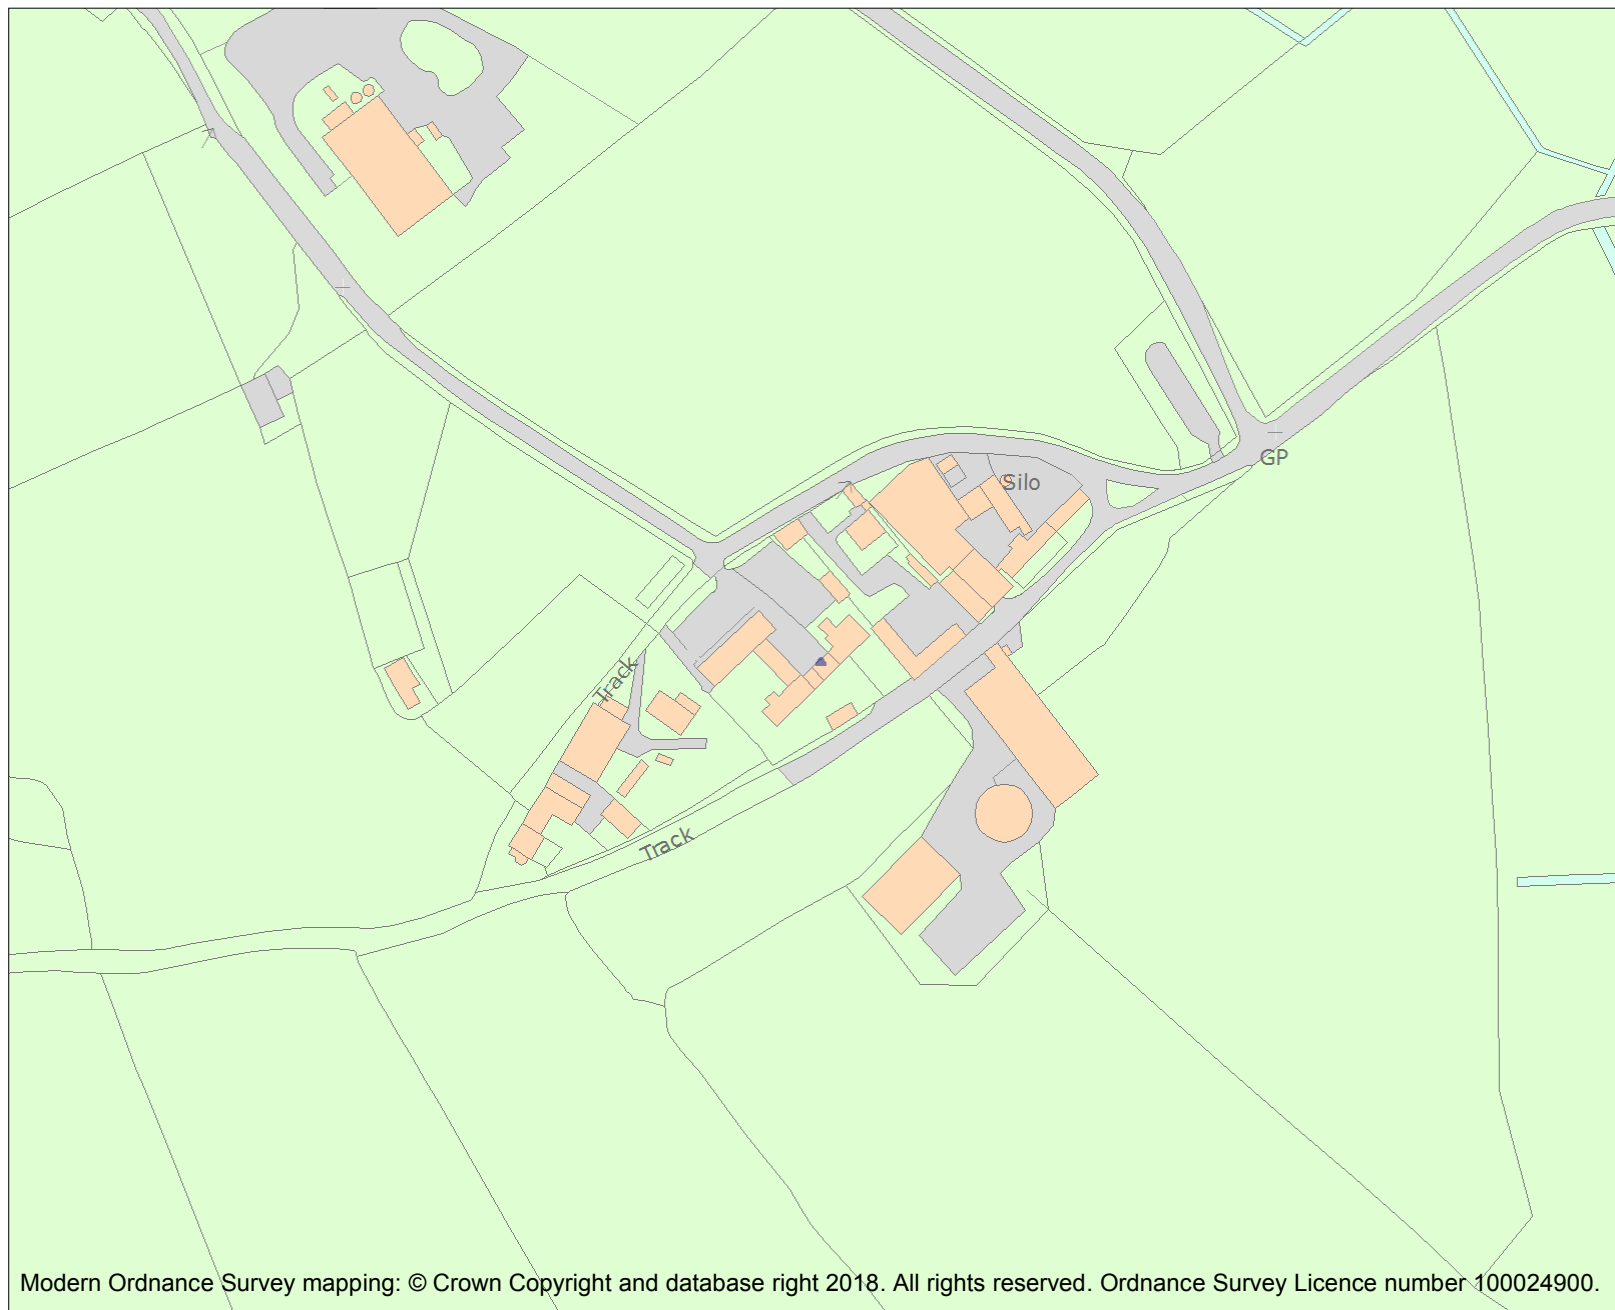 GP
Silo
Track
Track
Modern Ordnance Survey mapping: © Crown Copyright and database right 2018. All rights reserved. Ordnance Survey Licence number 100024900.